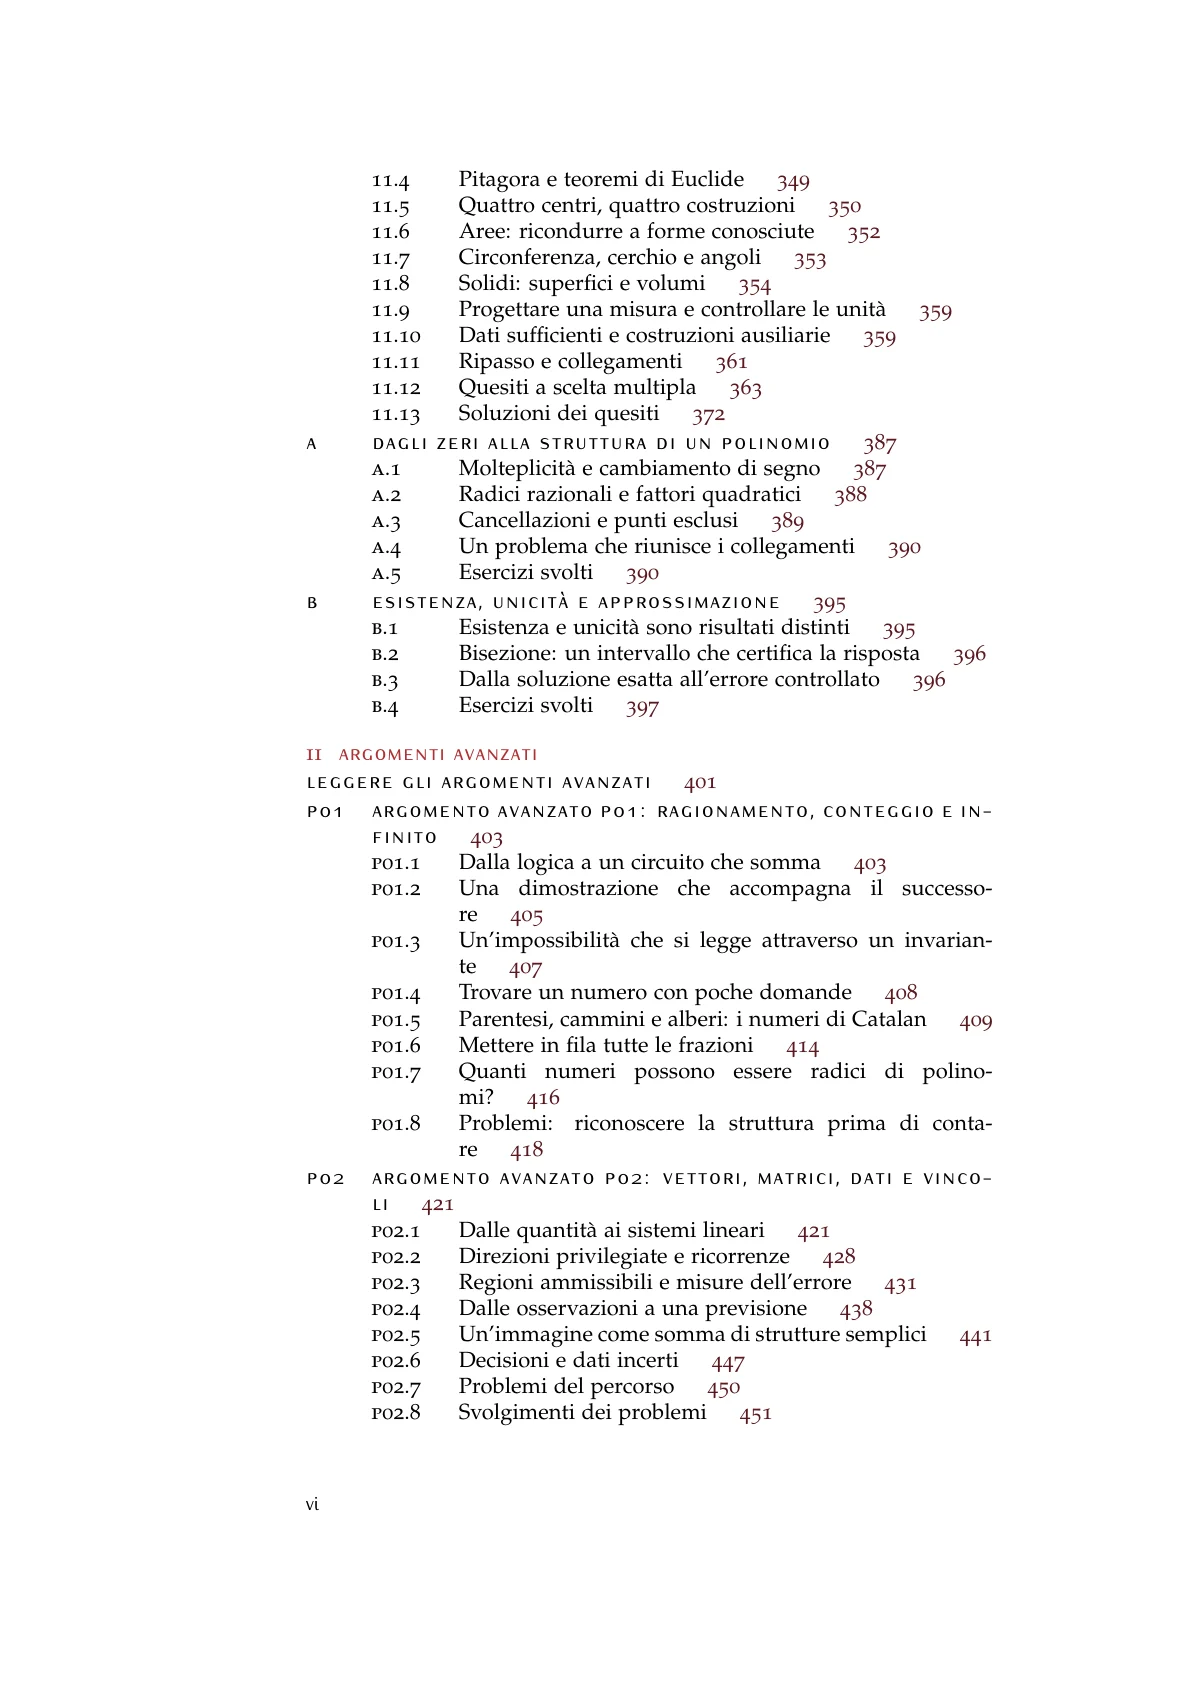 11.4 Pitagora e teoremi di Euclide 349
11.5 Quattro centri, quattro costruzioni 350
11.6 Aree: ricondurre a forme conosciute 352
11.7 Circonferenza, cerchio e angoli 353
11.8 Solidi: superfici e volumi 354
11.9 Progettare una misura e controllare le unità 359
11.10 Dati sufficienti e costruzioni ausiliarie 359
11.11 Ripasso e collegamenti 361
11.12 Quesiti a scelta multipla 363
11.13 Soluzioni dei quesiti 372
A DAGLI ZERI ALLA STRUTTURA DI UN POLINOMIO 387
A.1 Molteplicità e cambiamento di segno 387
A.2 Radici razionali e fattori quadratici 388
A.3 Cancellazioni e punti esclusi 389
A.4 Un problema che riunisce i collegamenti 390
A.5 Esercizi svolti 390
B ESISTENZA, UNICITÀ E APPROSSIMAZIONE 395
B.1 Esistenza e unicità sono risultati distinti 395
B.2 Bisezione: un intervallo che certifica la risposta 396
B.3 Dalla soluzione esatta all'errore controllato 396
B.4 Esercizi svolti 397
II ARGOMENTI AVANZATI
LEGGERE GLI ARGOMENTI AVANZATI 401
P01 ARGOMENTO AVANZATO P01: RAGIONAMENTO, CONTEGGIO E IN-
FINITO 403
P01.1 Dalla logica a un circuito che somma 403
P01.2 Una dimostrazione che accompagna il successo-
re 405
P01.3 Un'impossibilità che si legge attraverso un invarian-
te 407
P01.4 Trovare un numero con poche domande 408
P01.5 Parentesi, cammini e alberi: i numeri di Catalan 409
P01.6 Mettere in fila tutte le frazioni 414
P01.7 Quanti numeri possono essere radici di polino-
mi? 416
P01.8 Problemi: riconoscere la struttura prima di conta-
re 418
P02 ARGOMENTO AVANZATO P02: VETTORI, MATRICI, DATI E VINCO-
LI 421
P02.1 Dalle quantità ai sistemi lineari 421
P02.2 Direzioni privilegiate e ricorrenze 428
P02.3 Regioni ammissibili e misure dell'errore 431
P02.4 Dalle osservazioni a una previsione 438
P02.5 Un'immagine come somma di strutture semplici 441
P02.6 Decisioni e dati incerti 447
P02.7 Problemi del percorso 450
P02.8 Svolgimenti dei problemi 451
vi